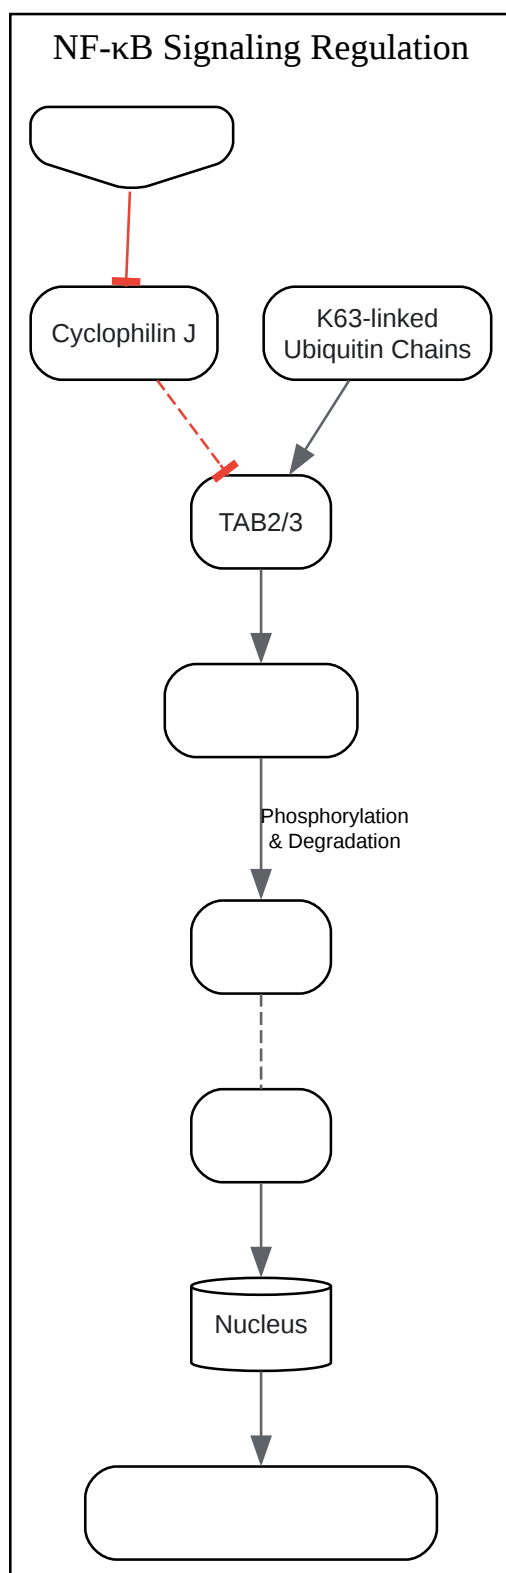 NF-κB Signaling Regulation
Cyclophilin J
K63-linked
Ubiquitin Chains
TAB2/3
Phosphorylation
& Degradation
Nucleus